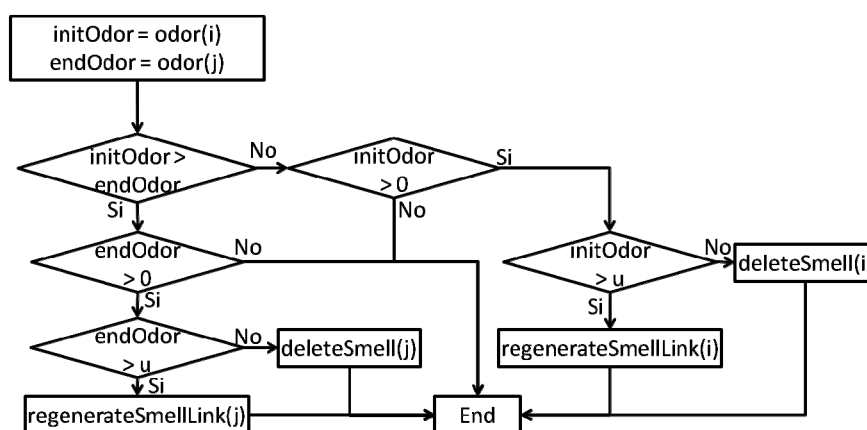 initOdor = odor(i)
endOdor = odor(j)
initOdor >
endOdor
No
initOdor
> 0
Si
Si
No
endOdor
> 0
No
initOdor
> u
No
deleteSmell(i
Si
Si
endOdor
> u
No
deleteSmell(j)
regenerateSmellLink(i)
Si
regenerateSmellLink(j)
End